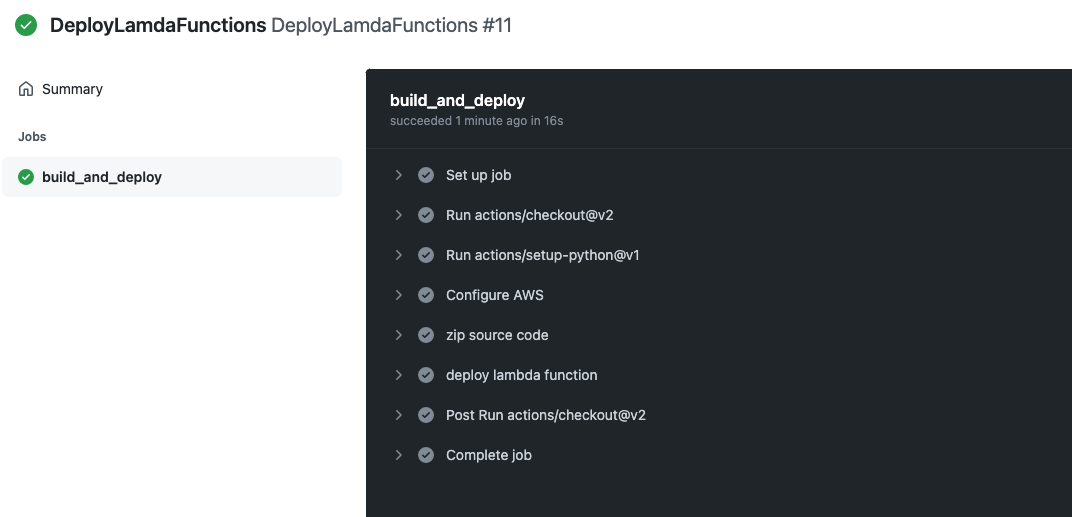 DeployLamdaFunctions DeployLamdaFunctions #11
Summary
Jobs
build_and_deploy
build_and_deploy
succeeded 1 minute ago in 16s
Set up job
Run actions/checkout@v2
Run actions/setup-python@v1
Configure AWS
zip source code
deploy lambda function
Post Run actions/checkout@v2
Complete job